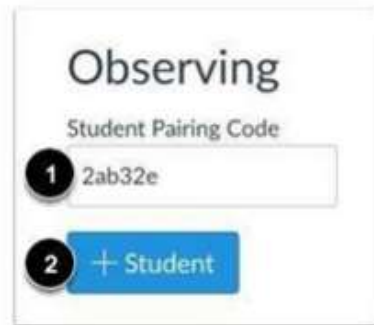 Observing
Student Pairing Code
1 2ab32e
2 + Student